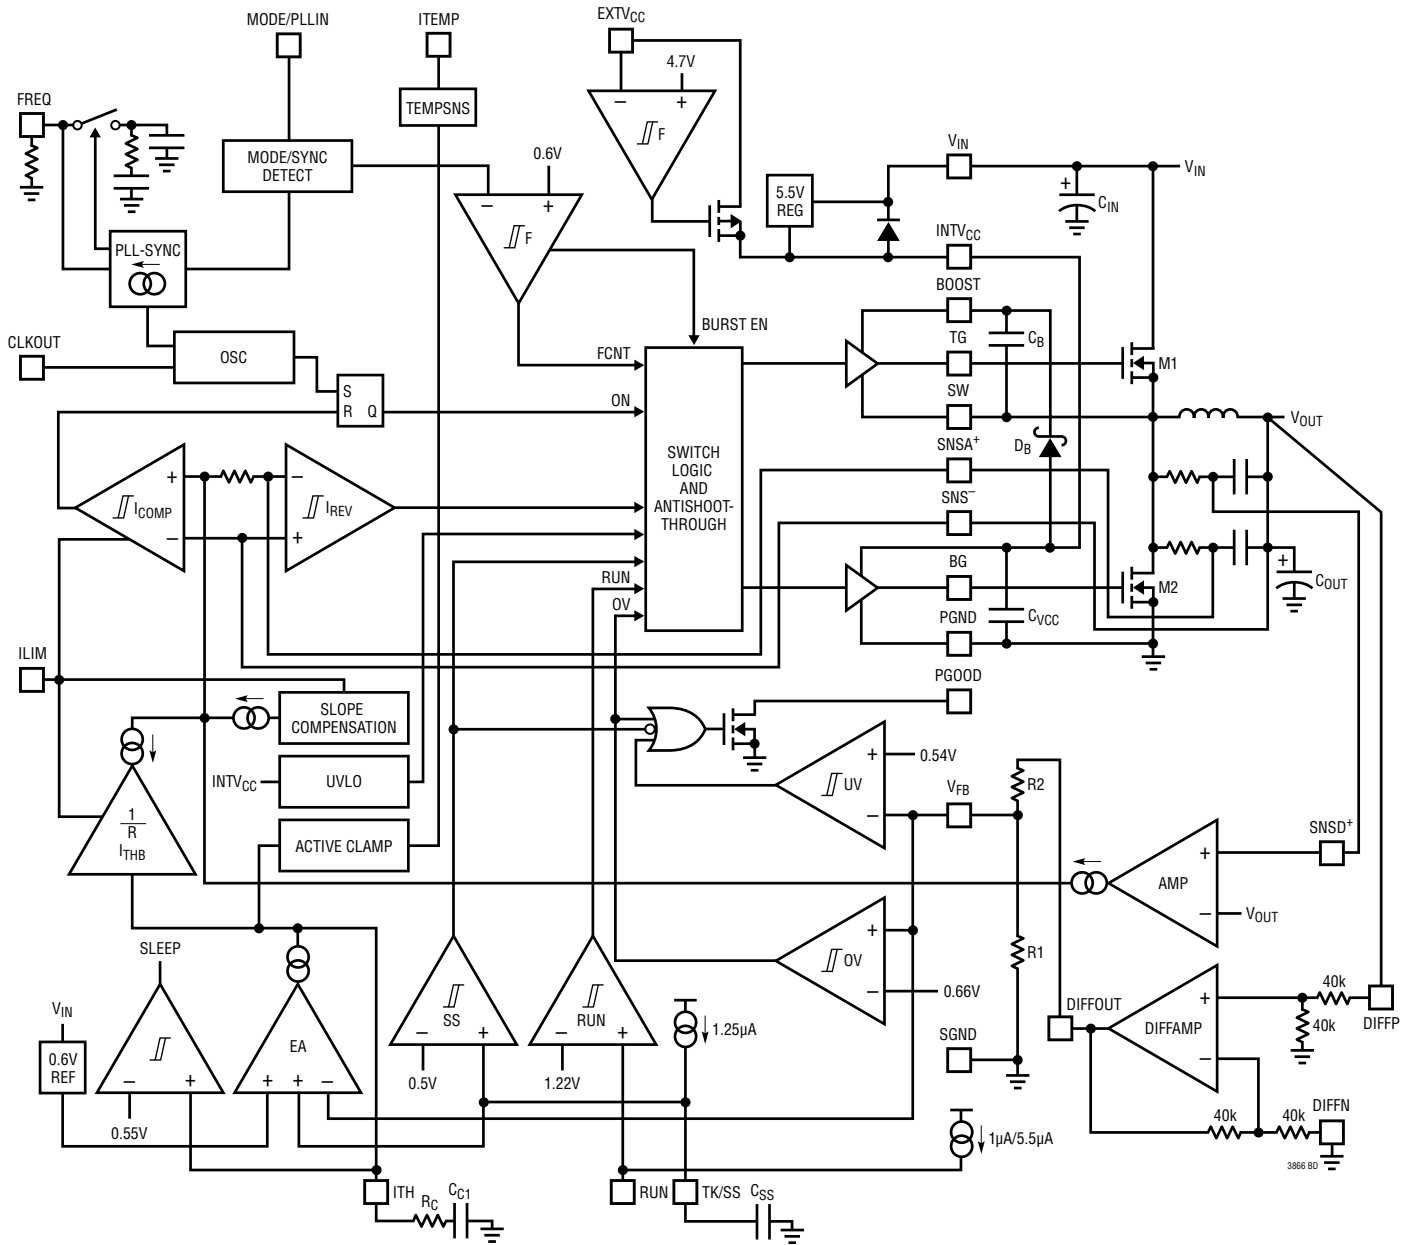 MODE/PLLIN
ITEMP
EXTVCC
4.7V
FREQ
TEMPSNS
– +
F
MODE/SYNC
DETECT
0.6V
– +
F
VIN
VIN
5.5V
REG
+
CIN
PLL-SYNC
INTVCC
BOOST
BURST EN
CLKOUT
OSC
FCNT
TG
CB
M1
S
R Q
ON
SW
VOUT
SNSA+
DB
SNS–
+
–
ICOMP
–
+
IREV
SWITCH
LOGIC
AND
ANTISHOOT-
THROUGH
RUN
OV
BG
M2
+
COUT
PGND
CVCC
ILIM
PGOOD
SLOPE
COMPENSATION
INTVCC
UVLO
+
–
UV
0.54V
VFB
R2
1
R
ITHB
ACTIVE CLAMP
SNSD+
+
–
AMP
VOUT
+
–
OV
0.66V
R1
SLEEP
VIN
0.6V
REF
– +
0.55V
EA
+ + –
SS
– +
0.5V
RUN
– +
1.22V
1.25µA
SGND
DIFFOUT
+
–
DIFFAMP
40k
40k
DIFFP
40k
40k
DIFFN
1µA/5.5µA
3866 BD
ITH
RC
CC1
RUN
TK/SS
CSS